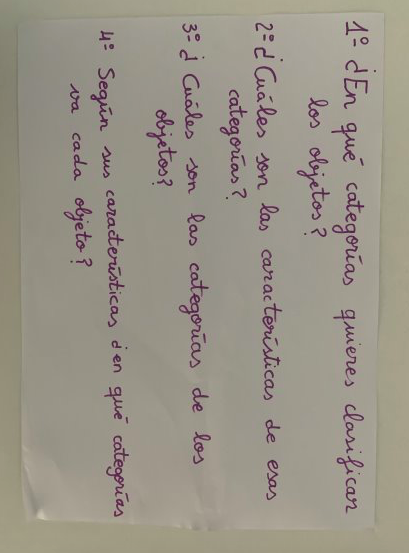 1º ¿En qué categorías quieres clasificar
los objetos?
2º ¿Cuáles son las características de esas
categorías?
3º ¿Cuáles son las categorías de los
objetos?
4º Según sus características ¿en qué categorías
va cada objeto?